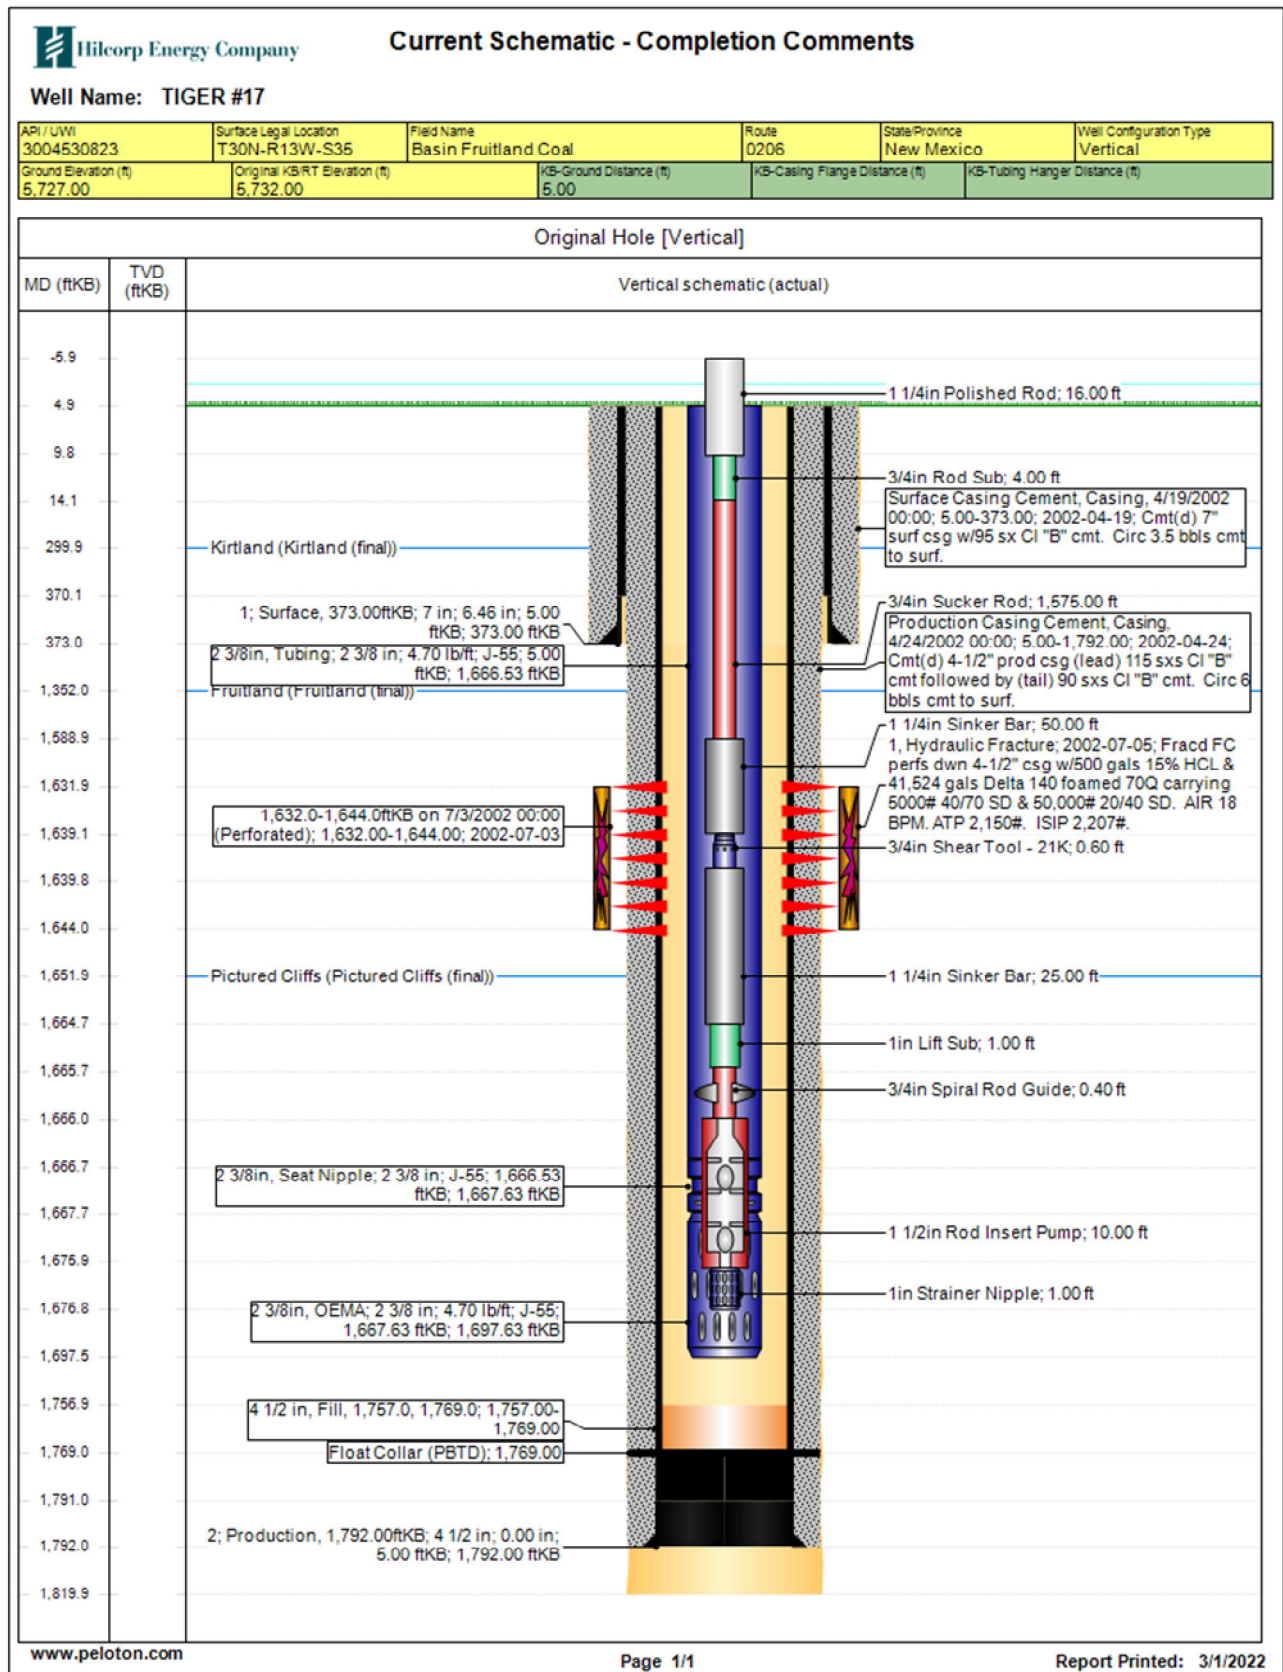 Hilcorp Energy Company
Current Schematic - Completion Comments
Well Name: TIGER #17
API / UWI
3004530823
Surface Legal Location
T30N-R13W-S35
Field Name
Basin Fruitland Coal
Route
0206
State/Province
New Mexico
Well Configuration Type
Vertical
Ground Elevation (ft)
5,727.00
Original KB/RT Elevation (ft)
5,732.00
KB-Ground Distance (ft)
5.00
KB-Casing Flange Distance (ft)
KB-Tubing Hanger Distance (ft)
Original Hole [Vertical]
MD (ftKB)
TVD
(ftKB)
Vertical schematic (actual)
-5.9
4.9
9.8
14.1
299.9
370.1
373.0
1,352.0
1,588.9
1,631.9
1,639.1
1,639.8
1,644.0
1,651.9
1,664.7
1,665.7
1,666.0
1,666.7
1,667.7
1,675.9
1,676.8
1,697.5
1,756.9
1,769.0
1,791.0
1,792.0
1,819.9
Kirtland (Kirtland (final))
1; Surface, 373.00ftKB; 7 in; 6.46 in; 5.00
ftKB; 373.00 ftKB
2 3/8in, Tubing; 2 3/8 in; 4.70 lb/ft; J-55; 5.00
ftKB; 1,666.53 ftKB
Fruitland (Fruitland (final))
1,632.0-1,644.0ftKB on 7/3/2002 00:00
(Perforated); 1,632.00-1,644.00; 2002-07-03
Pictured Cliffs (Pictured Cliffs (final))
2 3/8in, Seat Nipple; 2 3/8 in; J-55; 1,666.53
ftKB; 1,667.63 ftKB
2 3/8in, OEMA; 2 3/8 in; 4.70 lb/ft; J-55;
1,667.63 ftKB; 1,697.63 ftKB
4 1/2 in, Fill, 1,757.0, 1,769.0; 1,757.00-
1,769.00
Float Collar (PBTD); 1,769.00
2; Production, 1,792.00ftKB; 4 1/2 in; 0.00 in;
5.00 ftKB; 1,792.00 ftKB
1 1/4in Polished Rod; 16.00 ft
3/4in Rod Sub; 4.00 ft
Surface Casing Cement, Casing, 4/19/2002
00:00; 5.00-373.00; 2002-04-19; Cmt(d) 7"
surf csg w/95 sx Cl "B" cmt. Circ 3.5 bbls cmt
to surf.
3/4in Sucker Rod; 1,575.00 ft
Production Casing Cement, Casing,
4/24/2002 00:00; 5.00-1,792.00; 2002-04-24;
Cmt(d) 4-1/2" prod csg (lead) 115 sxs Cl "B"
cmt followed by (tail) 90 sxs Cl "B" cmt. Circ 6
bbls cmt to surf.
1 1/4in Sinker Bar; 50.00 ft
1, Hydraulic Fracture; 2002-07-05; Fracd FC
perfs dwn 4-1/2" csg w/500 gals 15% HCL &
41,524 gals Delta 140 foamed 70Q carrying
5000# 40/70 SD & 50,000# 20/40 SD. AIR 18
BPM. ATP 2,150#. ISIP 2,207#.
3/4in Shear Tool - 21K; 0.60 ft
1 1/4in Sinker Bar; 25.00 ft
1in Lift Sub; 1.00 ft
3/4in Spiral Rod Guide; 0.40 ft
1 1/2in Rod Insert Pump; 10.00 ft
1in Strainer Nipple; 1.00 ft
www.peloton.com
Page 1/1
Report Printed: 3/1/2022